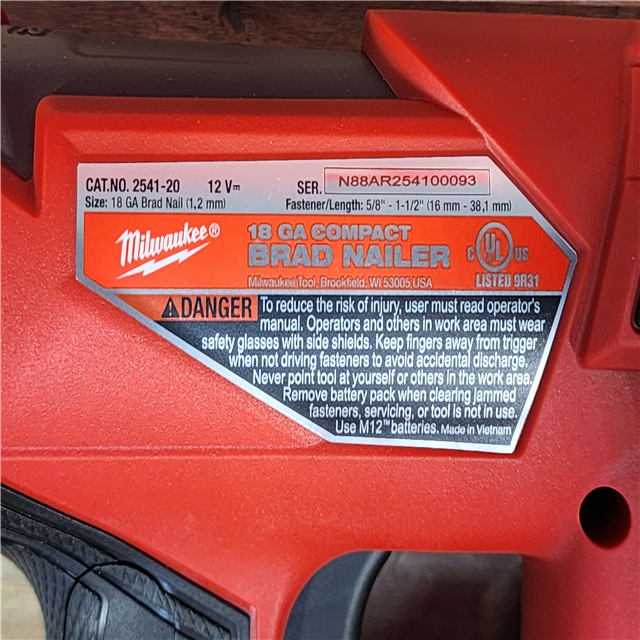 CAT.NO. 2541-20 12 V⎓ SER. N88AR254100093
Size: 18 GA Brad Nail (1,2 mm) Fastener/Length: 5/8" - 1-1/2" (16 mm - 38,1 mm)
Milwaukee®
18 GA COMPACT
BRAD NAILER
Milwaukee Tool, Brookfield, WI 53005 USA
C UL US
LISTED 9R31
⚠DANGER To reduce the risk of injury, user must read operator's
manual. Operators and others in work area must wear
safety glasses with side shields. Keep fingers away from trigger
when not driving fasteners to avoid accidental discharge.
Never point tool at yourself or others in the work area.
Remove battery pack when clearing jammed
fasteners, servicing, or tool is not in use.
Use M12™ batteries. Made in Vietnam